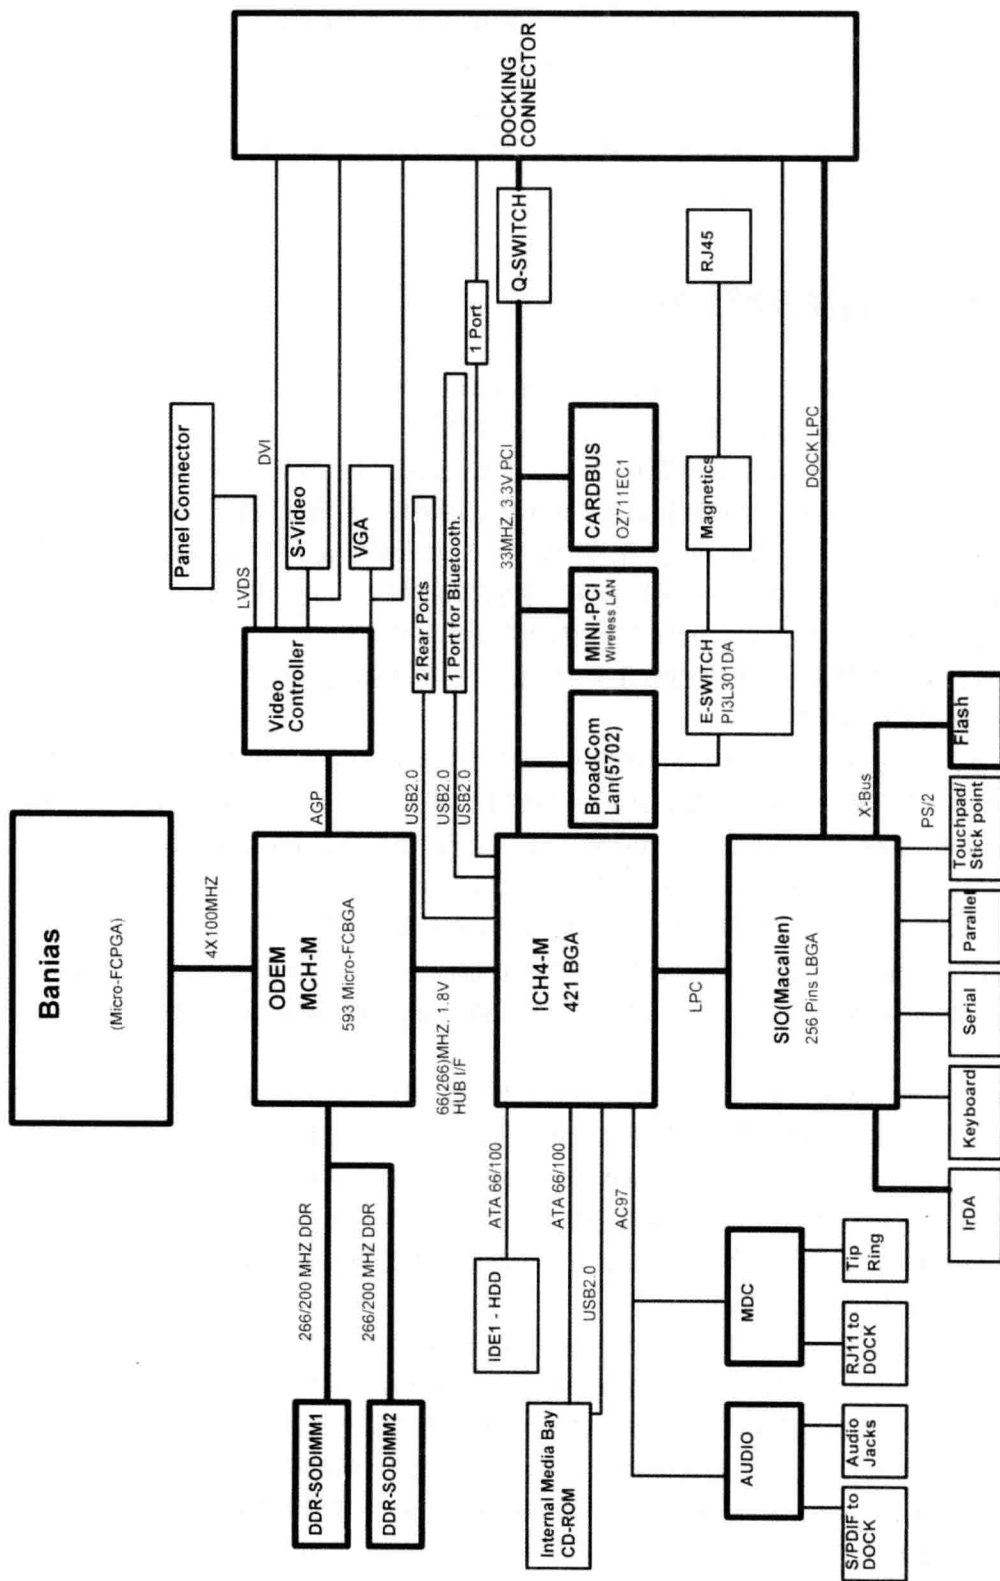 Banias
(Micro-FCPGA)
4X100MHZ
ODEM
MCH-M
593 Micro-FCBGA
AGP
Video
Controller
LVDS
Panel Connector
DVI
S-Video
VGA
DOCKING
CONNECTOR
266/200 MHZ DDR
266/200 MHZ DDR
DDR-SODIMM1
DDR-SODIMM2
66(266)MHZ, 1.8V
HUB I/F
USB2.0
2 Rear Ports
USB2.0
1 Port for Bluetooth.
USB2.0
1 Port
ICH4-M
421 BGA
33MHZ, 3.3V PCI
Q-SWITCH
ATA 66/100
IDE1 - HDD
ATA 66/100
USB2.0
Internal Media Bay
CD-ROM
AC97
BroadCom
Lan(5702)
MINI-PCI
Wireless LAN
CARDBUS
OZ711EC1
E-SWITCH
PI3L301DA
Magnetics
RJ45
LPC
DOCK LPC
SIO(Macallen)
256 Pins LBGA
X-Bus
PS/2
AUDIO
MDC
S/PDIF to
DOCK
Audio
Jacks
RJ11 to
DOCK
Tip
Ring
IrDA
Keyboard
Serial
Parallel
Touchpad/
Stick point
Flash